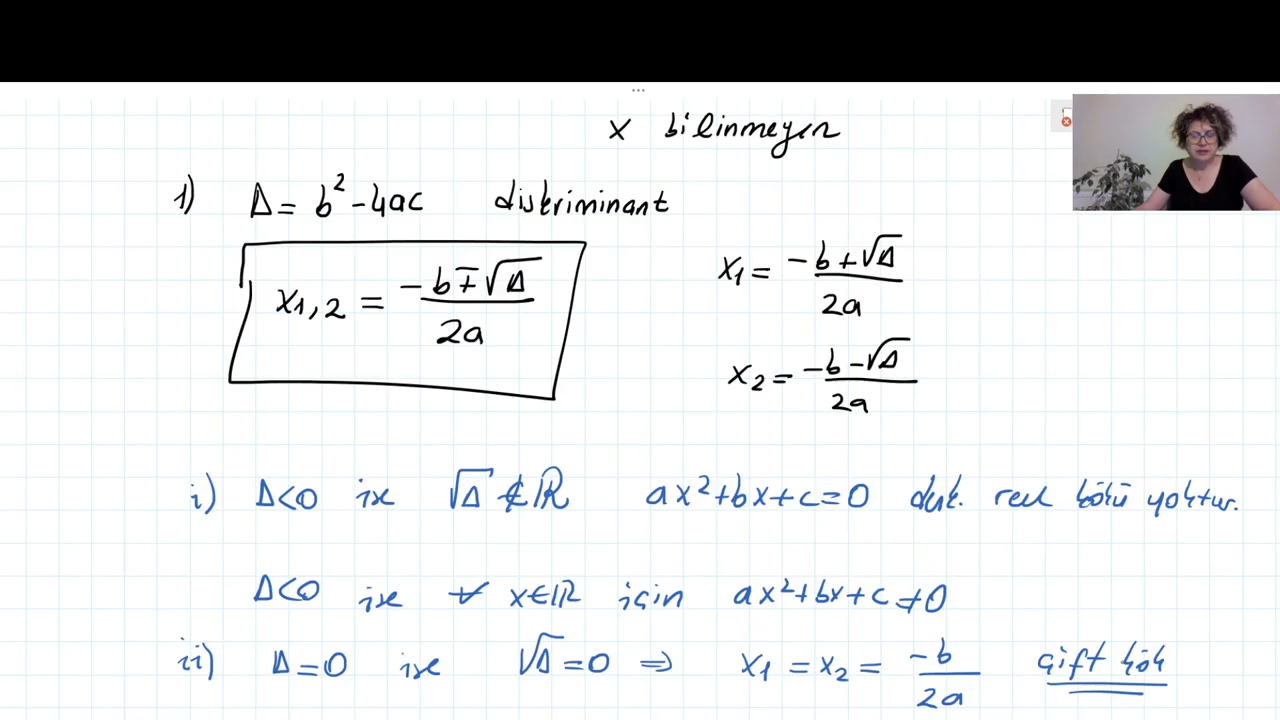 x bilinmeyen
1) Δ = b² - 4ac diskriminant
x₁,₂ = (-b ∓ √Δ) / 2a
x₁ = (-b + √Δ) / 2a
x₂ = (-b - √Δ) / 2a
i) Δ<0 ise √Δ ∉ ℝ ax² + bx + c = 0 denk. reel kökü yoktur.
Δ<0 ise ∀ x∈ℝ için ax² + bx + c ≠ 0
ii) Δ = 0 ise √Δ = 0 ⇒ x₁ = x₂ = -b / 2a çift kök